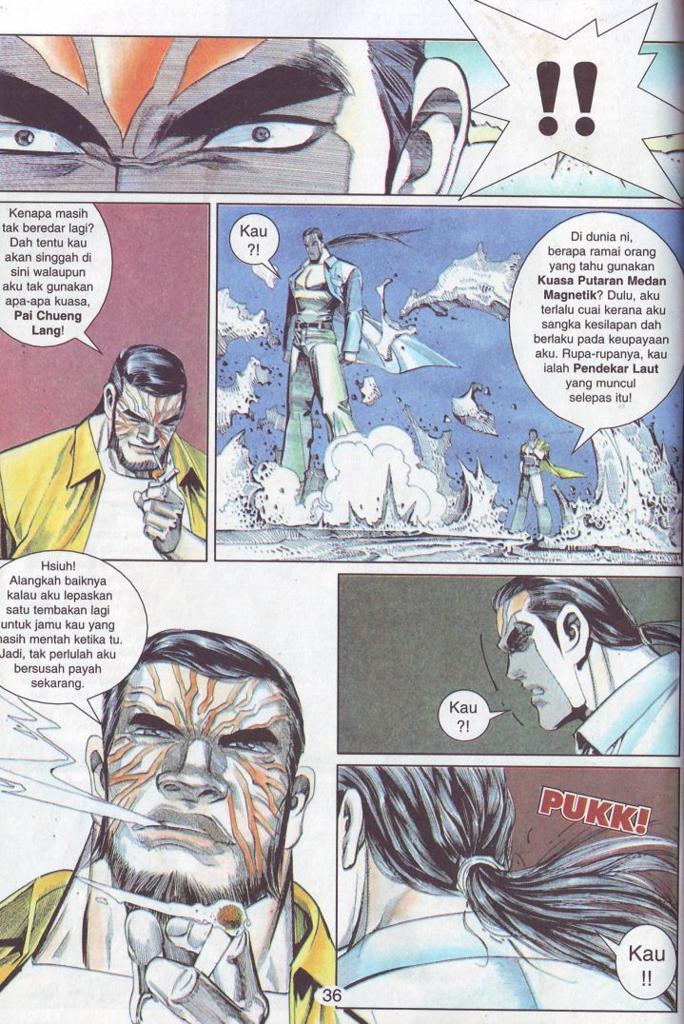 !!
Kenapa masih
tak beredar lagi?
Dah tentu kau
akan singgah di
sini walaupun
aku tak gunakan
apa-apa kuasa,
Pai Chueng
Lang!
Kau
?!
Di dunia ni,
berapa ramai orang
yang tahu gunakan
Kuasa Putaran Medan
Magnetik? Dulu, aku
terlalu cuai kerana aku
sangka kesilapan dah
berlaku pada keupayaan
aku. Rupa-rupanya, kau
ialah Pendekar Laut
yang muncul
selepas itu!
Hsiuh!
Alangkah baiknya
kalau aku lepaskan
satu tembakan lagi
untuk jamu kau yang
masih mentah ketika tu.
Jadi, tak perlulah aku
bersusah payah
sekarang.
Kau
?!
PUKK!
Kau
!!
36